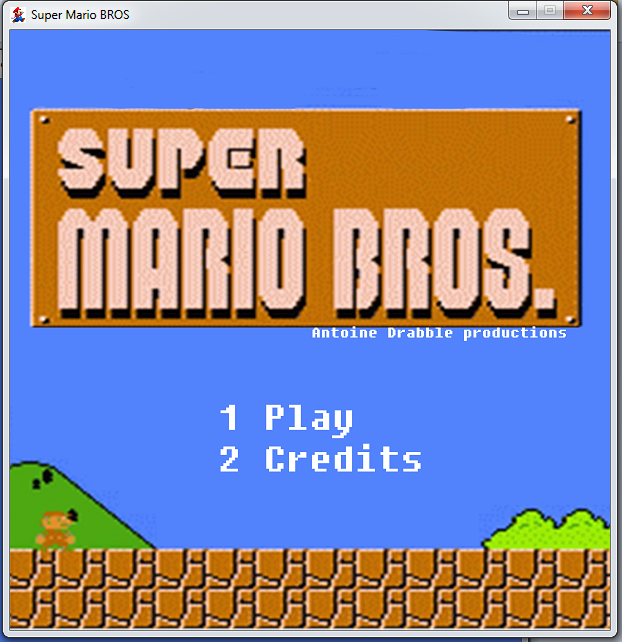 Super Mario BROS
SUPER
MARIO BROS.
Antoine Drabble productions
1 Play
2 Credits